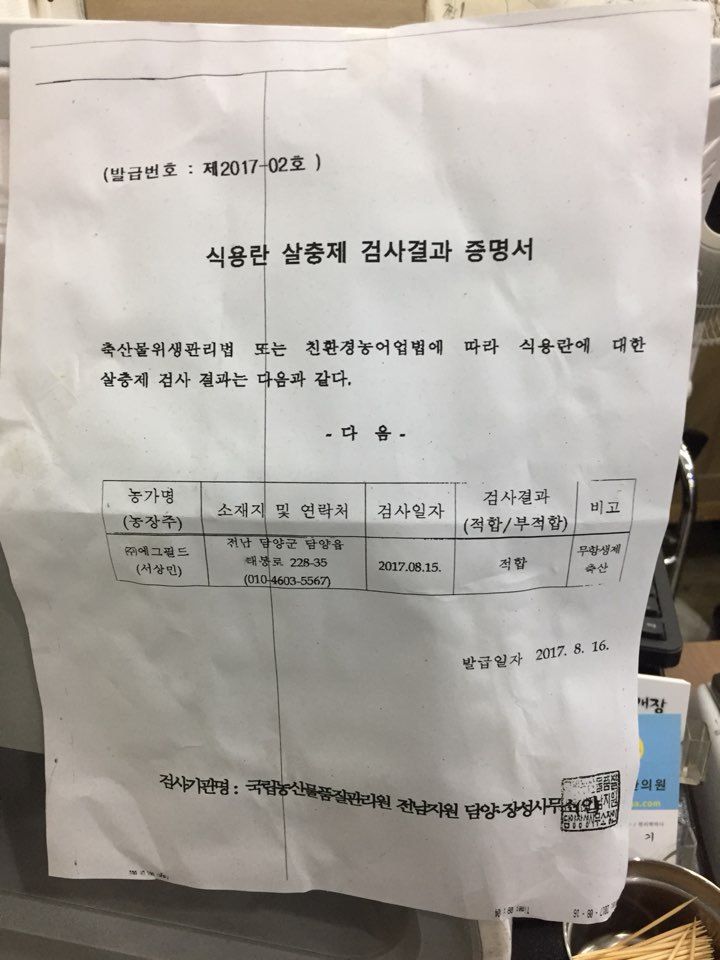 (발급번호 : 제2017-02호 )
식용란 살충제 검사결과 증명서
축산물위생관리법 또는 친환경농어업법에 따라 식용란에 대한
살충제 검사 결과는 다음과 같다.
- 다 음 -
농가명
(농장주)
소재지 및 연락처
검사일자
검사결과
(적합/부적합)
비고
㈜에그필드
(서상민)
전남 담양군 담양읍
태봉로 228-35
(010-4603-5567)
2017.08.15.
적합
무항생제
축산
발급일자 2017. 8. 16.
검사기관명 : 국립농산물품질관리원 전남지원 담양·장성사무소